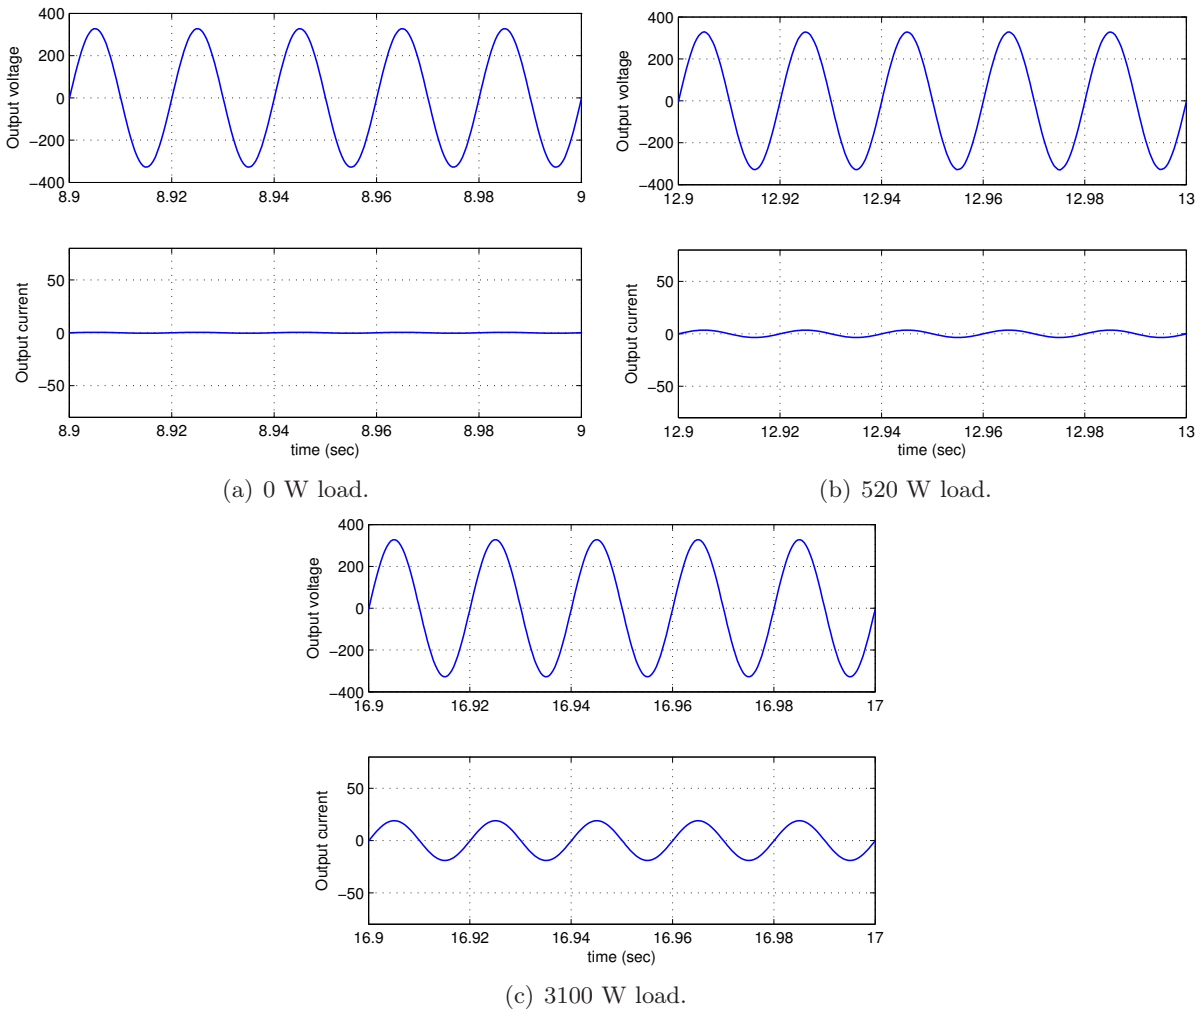 400
200
0
−200
−400
Output voltage
8.9 8.92 8.94 8.96 8.98 9
50
0
−50
Output current
8.9 8.92 8.94 8.96 8.98 9
time (sec)
(a) 0 W load.
400
200
0
−200
−400
Output voltage
12.9 12.92 12.94 12.96 12.98 13
50
0
−50
Output current
12.9 12.92 12.94 12.96 12.98 13
time (sec)
(b) 520 W load.
400
200
0
−200
−400
Output voltage
16.9 16.92 16.94 16.96 16.98 17
50
0
−50
Output current
16.9 16.92 16.94 16.96 16.98 17
time (sec)
(c) 3100 W load.